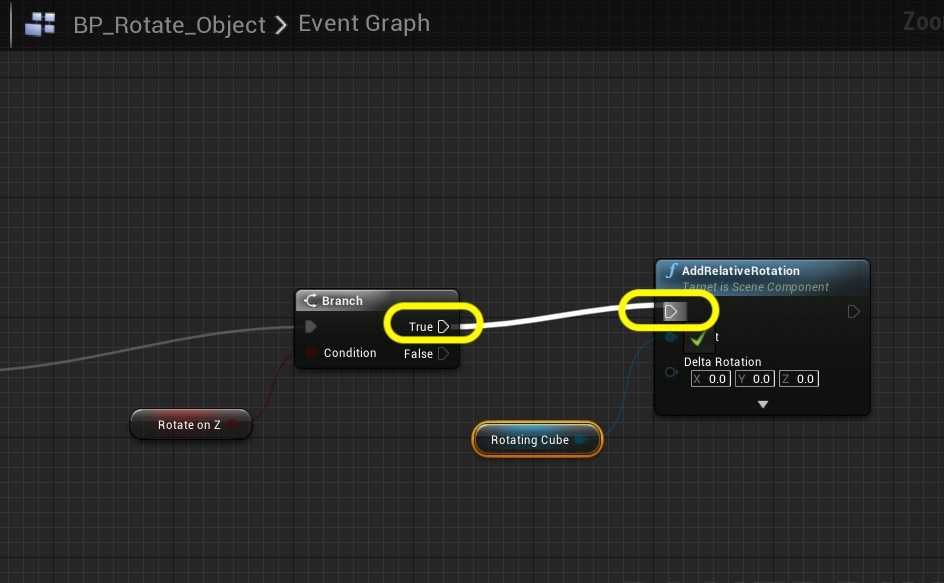 BP_Rotate_Object > Event Graph
Zoo
Branch
True
Condition
False
Rotate on Z
Rotating Cube
f AddRelativeRotation
Target is Scene Component
t
Delta Rotation
X 0.0 Y 0.0 Z 0.0